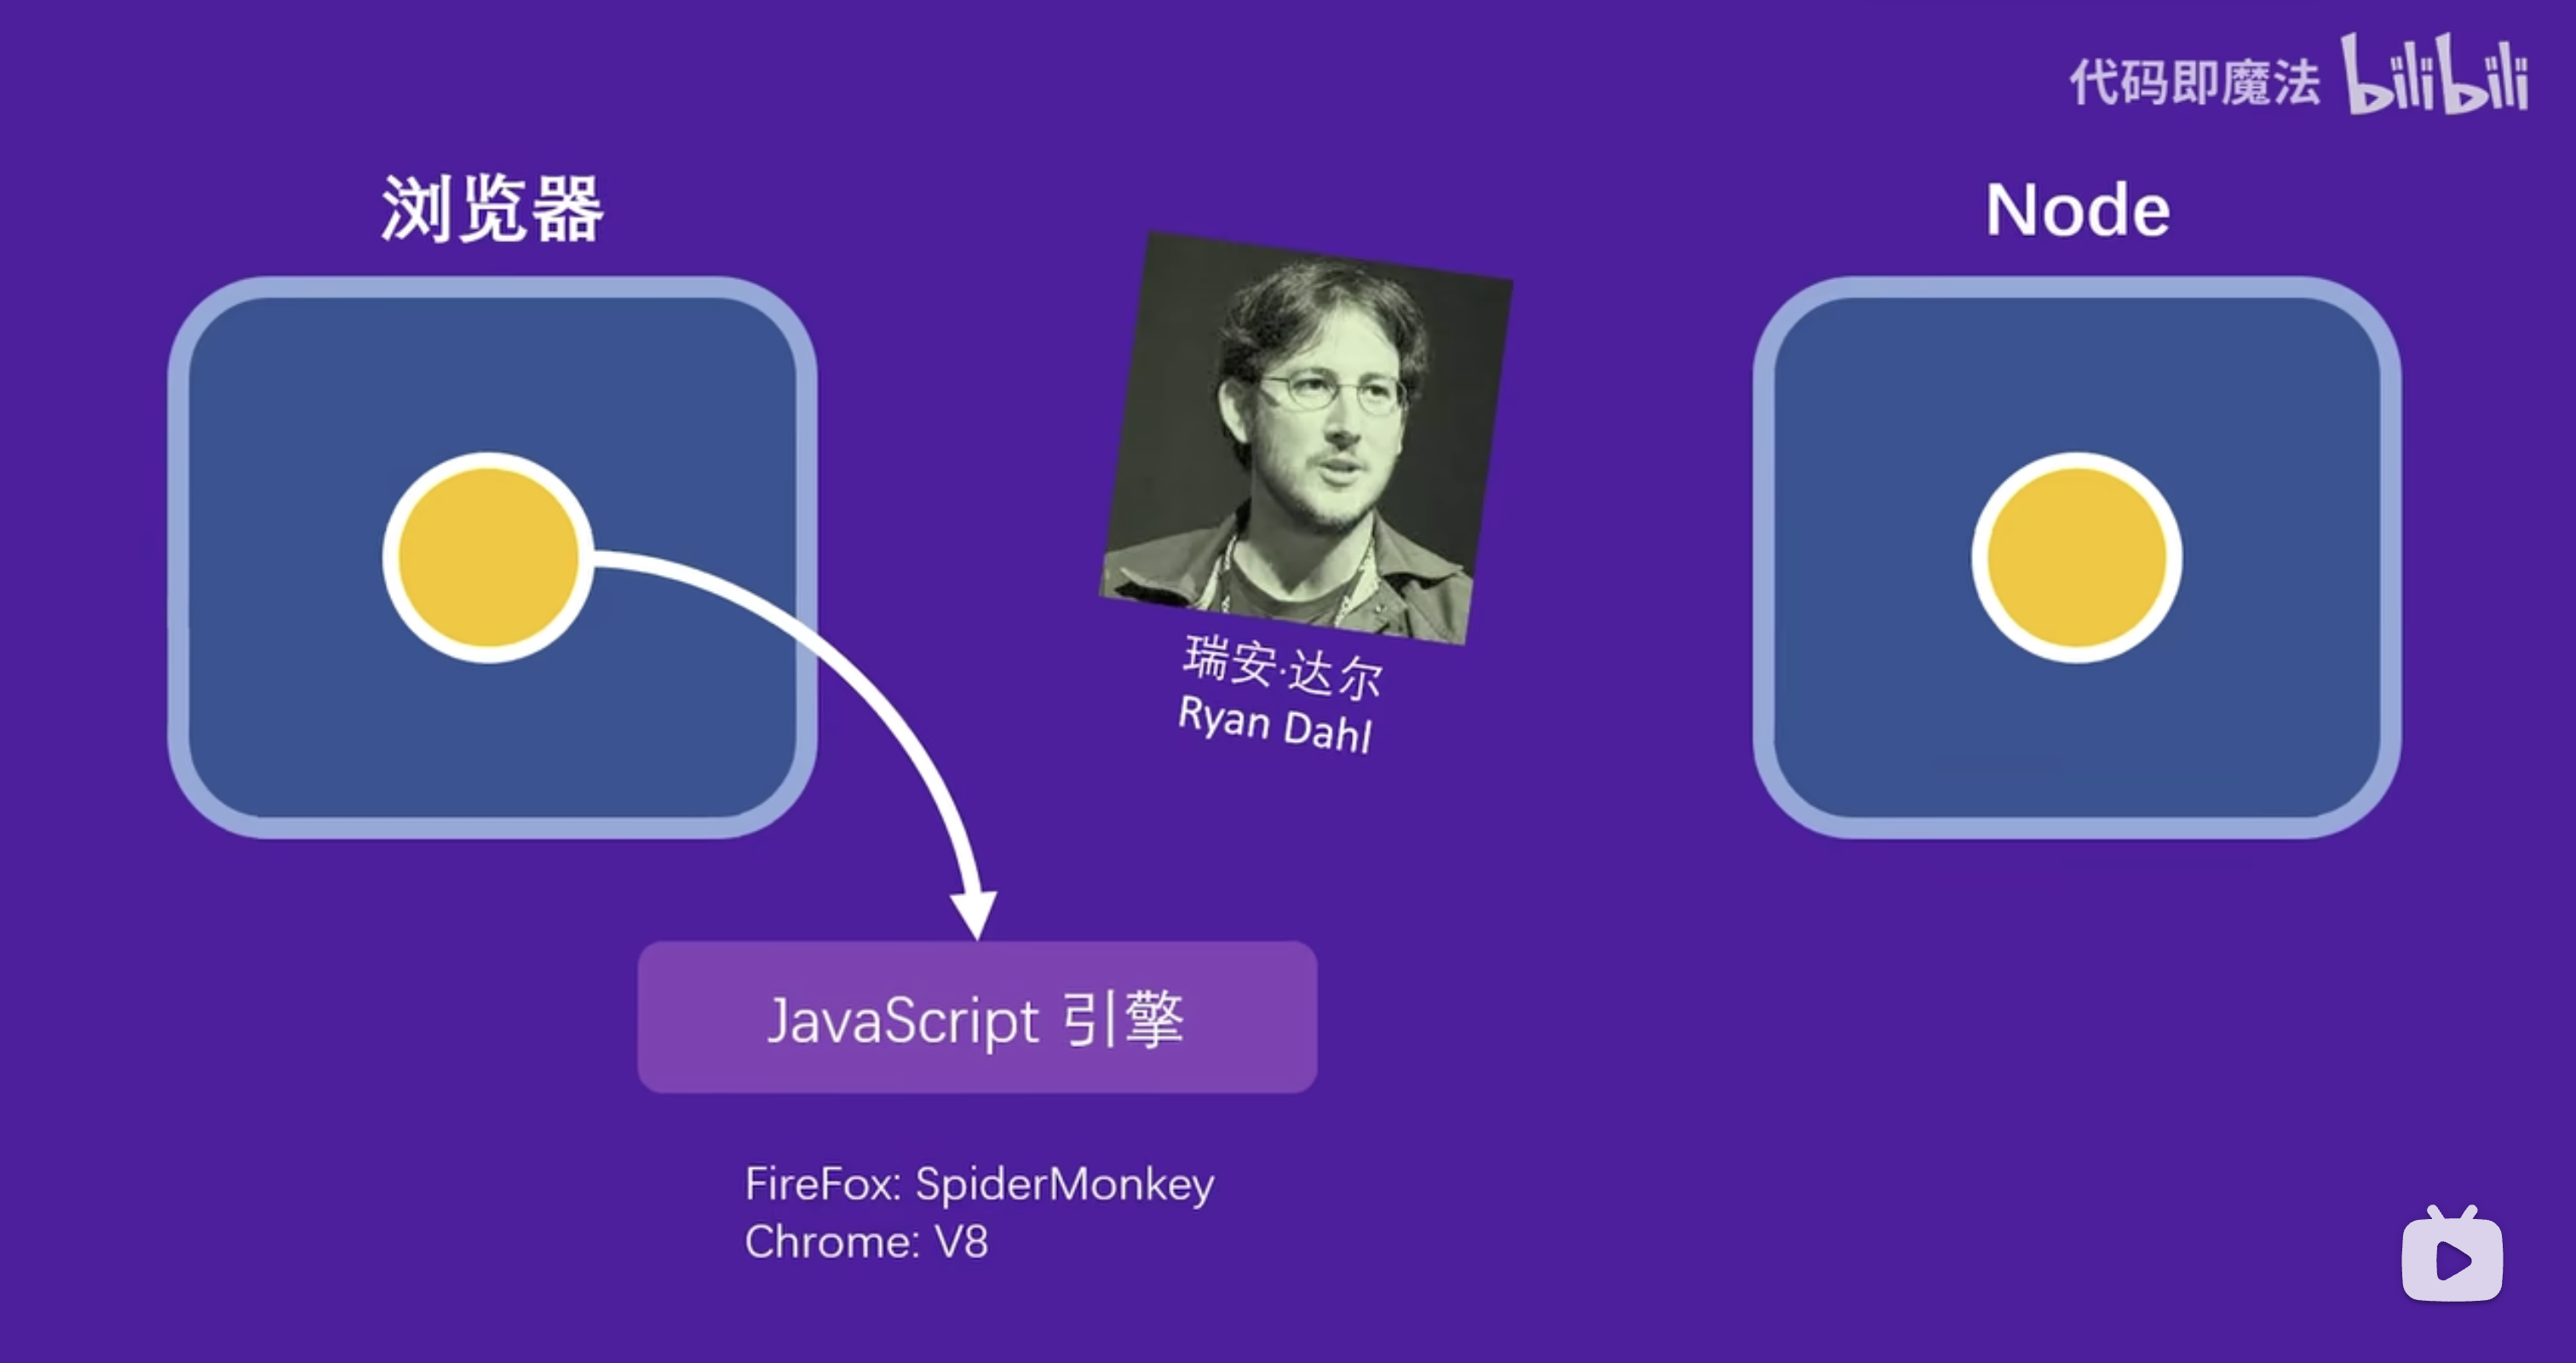 代码即魔法 bilibili
浏览器
Node
瑞安·达尔
Ryan Dahl
JavaScript 引擎
FireFox: SpiderMonkey
Chrome: V8